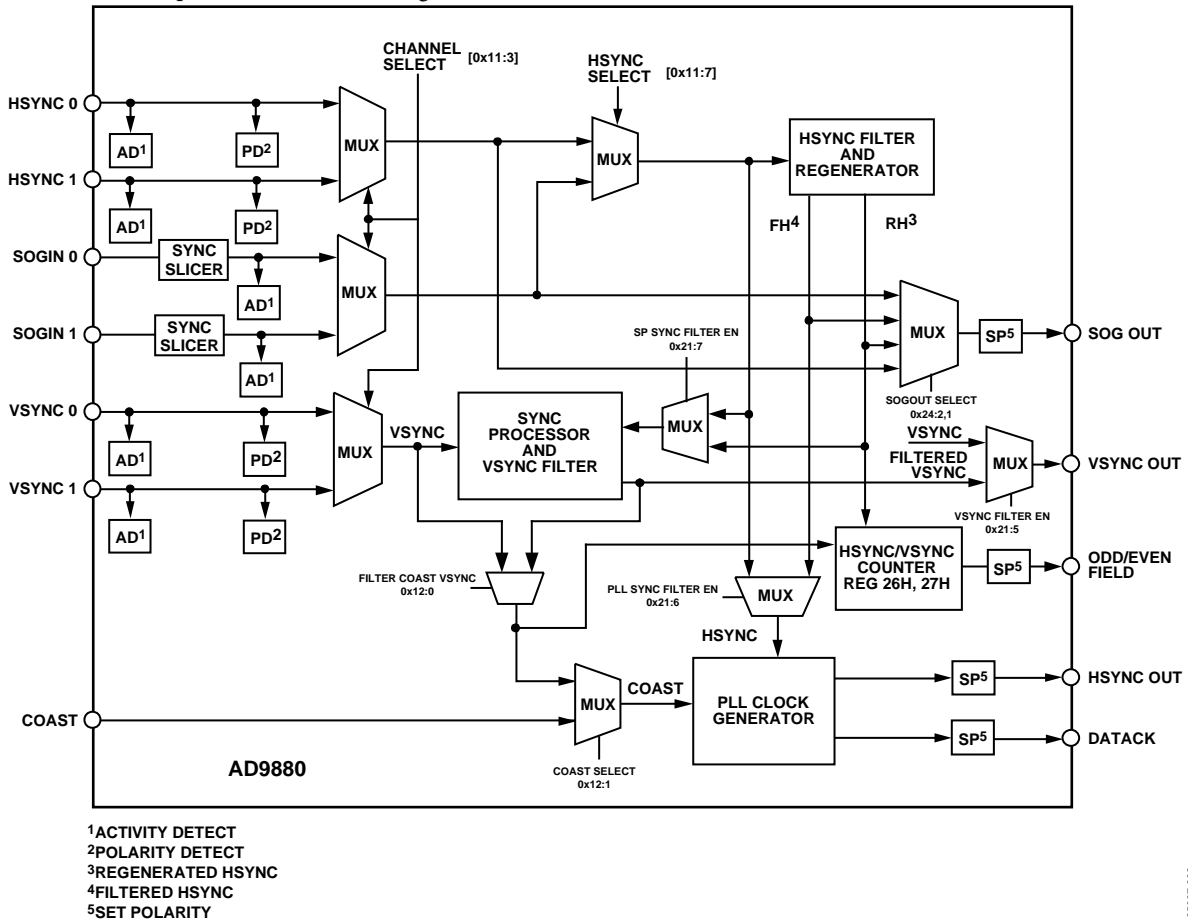 CHANNEL
SELECT [0x11:3]
HSYNC
SELECT [0x11:7]
HSYNC 0
AD1
PD2
MUX
MUX
HSYNC FILTER
AND
REGENERATOR
HSYNC 1
AD1
PD2
FH4
RH3
SOGIN 0
SYNC
SLICER
AD1
MUX
SOGIN 1
SYNC
SLICER
AD1
SP SYNC FILTER EN
0x21:7
MUX
SP5
SOG OUT
SOGOUT SELECT
0x24:2,1
VSYNC 0
AD1
PD2
MUX
VSYNC
SYNC
PROCESSOR
AND
VSYNC FILTER
MUX
VSYNC
FILTERED
VSYNC
MUX
VSYNC OUT
VSYNC FILTER EN
0x21:5
VSYNC 1
AD1
PD2
FILTER COAST VSYNC
0x12:0
PLL SYNC FILTER EN
0x21:6
MUX
HSYNC/VSYNC
COUNTER
REG 26H, 27H
SP5
ODD/EVEN
FIELD
HSYNC
COAST
MUX
COAST
PLL CLOCK
GENERATOR
SP5
HSYNC OUT
SP5
DATACK
COAST SELECT
0x12:1
AD9880
1ACTIVITY DETECT
2POLARITY DETECT
3REGENERATED HSYNC
4FILTERED HSYNC
5SET POLARITY